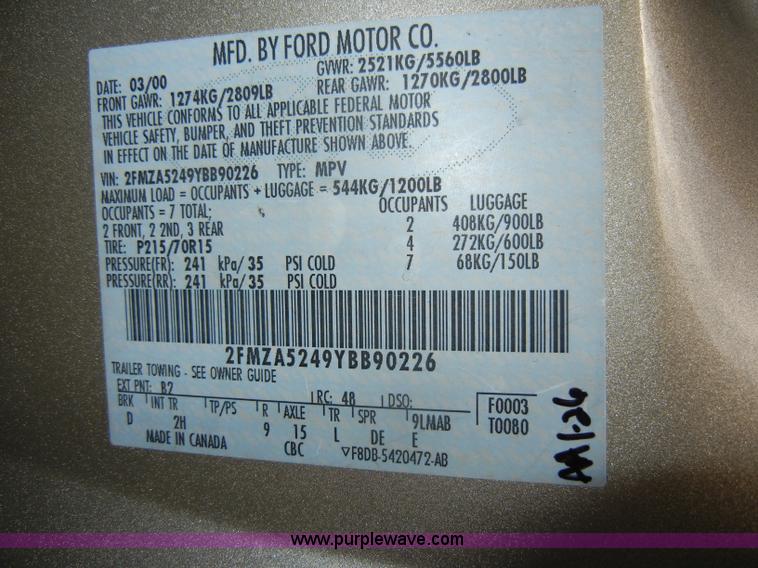 MFD. BY FORD MOTOR CO.
DATE: 03/00 GVWR: 2521KG/5560LB
FRONT GAWR: 1274KG/2809LB REAR GAWR: 1270KG/2800LB
THIS VEHICLE CONFORMS TO ALL APPLICABLE FEDERAL MOTOR
VEHICLE SAFETY, BUMPER, AND THEFT PREVENTION STANDARDS
IN EFFECT ON THE DATE OF MANUFACTURE SHOWN ABOVE.
VIN: 2FMZA5249YBB90226 TYPE: MPV
MAXIMUM LOAD = OCCUPANTS + LUGGAGE = 544KG/1200LB
OCCUPANTS = 7 TOTAL; OCCUPANTS LUGGAGE
2 FRONT, 2 2ND, 3 REAR 2 408KG/900LB
TIRE: P215/70R15 4 272KG/600LB
PRESSURE(FR): 241 kPa/35 PSI COLD 7 68KG/150LB
PRESSURE(RR): 241 kPa/35 PSI COLD
2FMZA5249YBB90226
TRAILER TOWING - SEE OWNER GUIDE
EXT PNT: B2 RC: 48 DSO: F0003
BRK INT TR TP/PS R AXLE TR SPR 9LMAB T0080
D 2H 9 15 L DE E
MADE IN CANADA CBC ▽F8DB-5420472-AB
AA1-26
www.purplewave.com